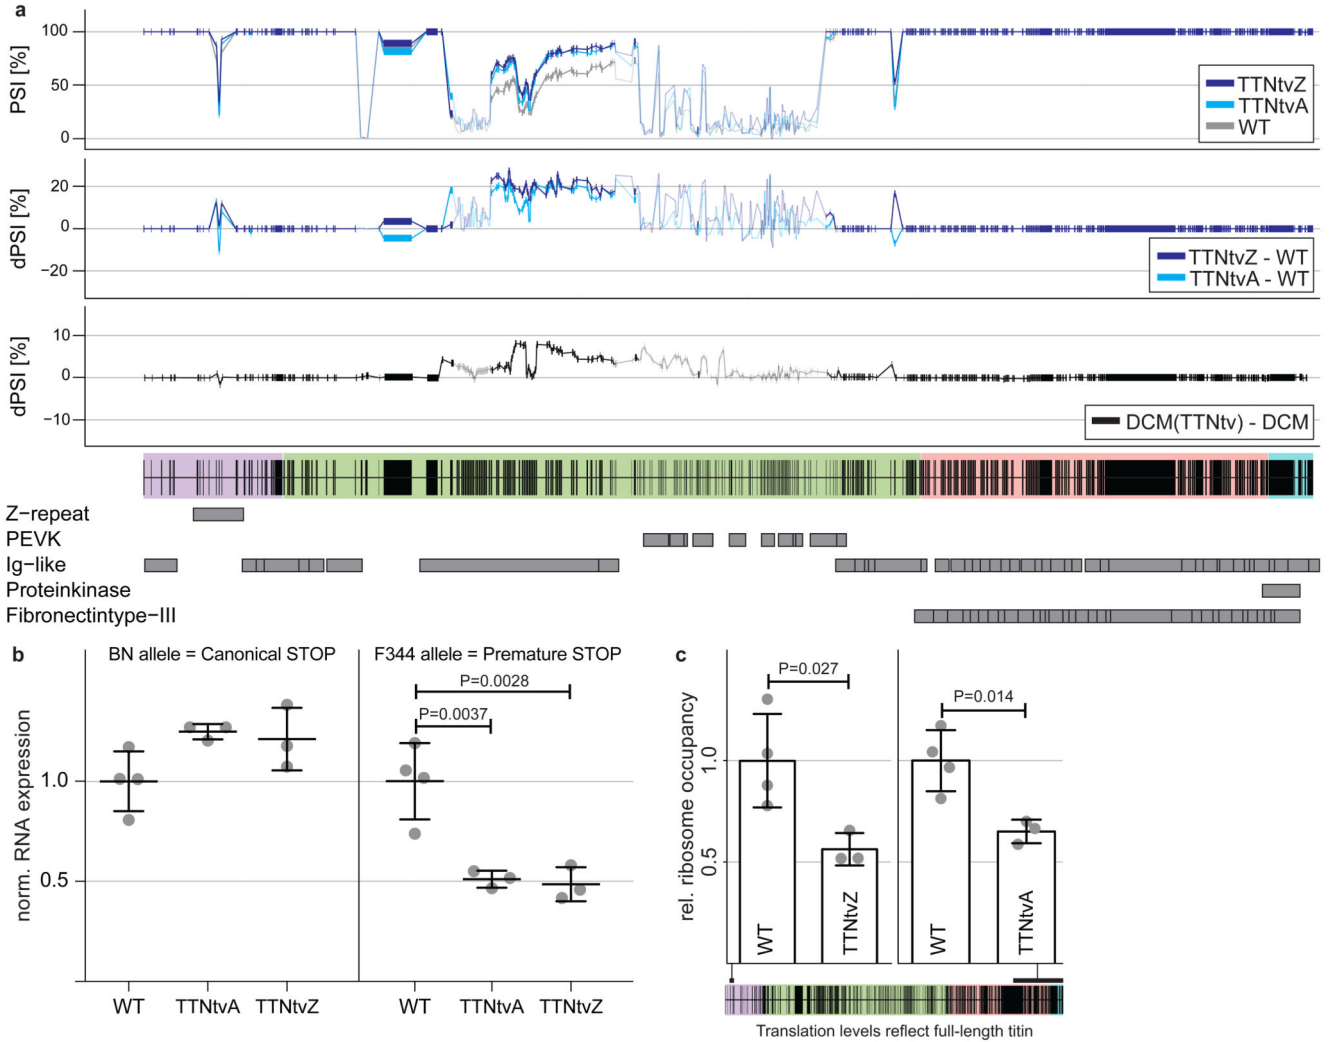 a
PSI [%]
100
50
0
TTNtvZ
TTNtvA
WT
dPSI [%]
20
0
−20
TTNtvZ - WT
TTNtvA - WT
dPSI [%]
10
0
−10
DCM(TTNtv) - DCM
Z−repeat
PEVK
Ig−like
Proteinkinase
Fibronectintype−III
b
BN allele = Canonical STOP
F344 allele = Premature STOP
norm. RNA expression
1.0
0.5
P=0.0028
P=0.0037
WT TTNtvA TTNtvZ
WT TTNtvA TTNtvZ
c
rel. ribosome occupancy
1.0
0.5
P=0.027
P=0.014
WT
TTNtvZ
WT
TTNtvA
Translation levels reflect full-length titin